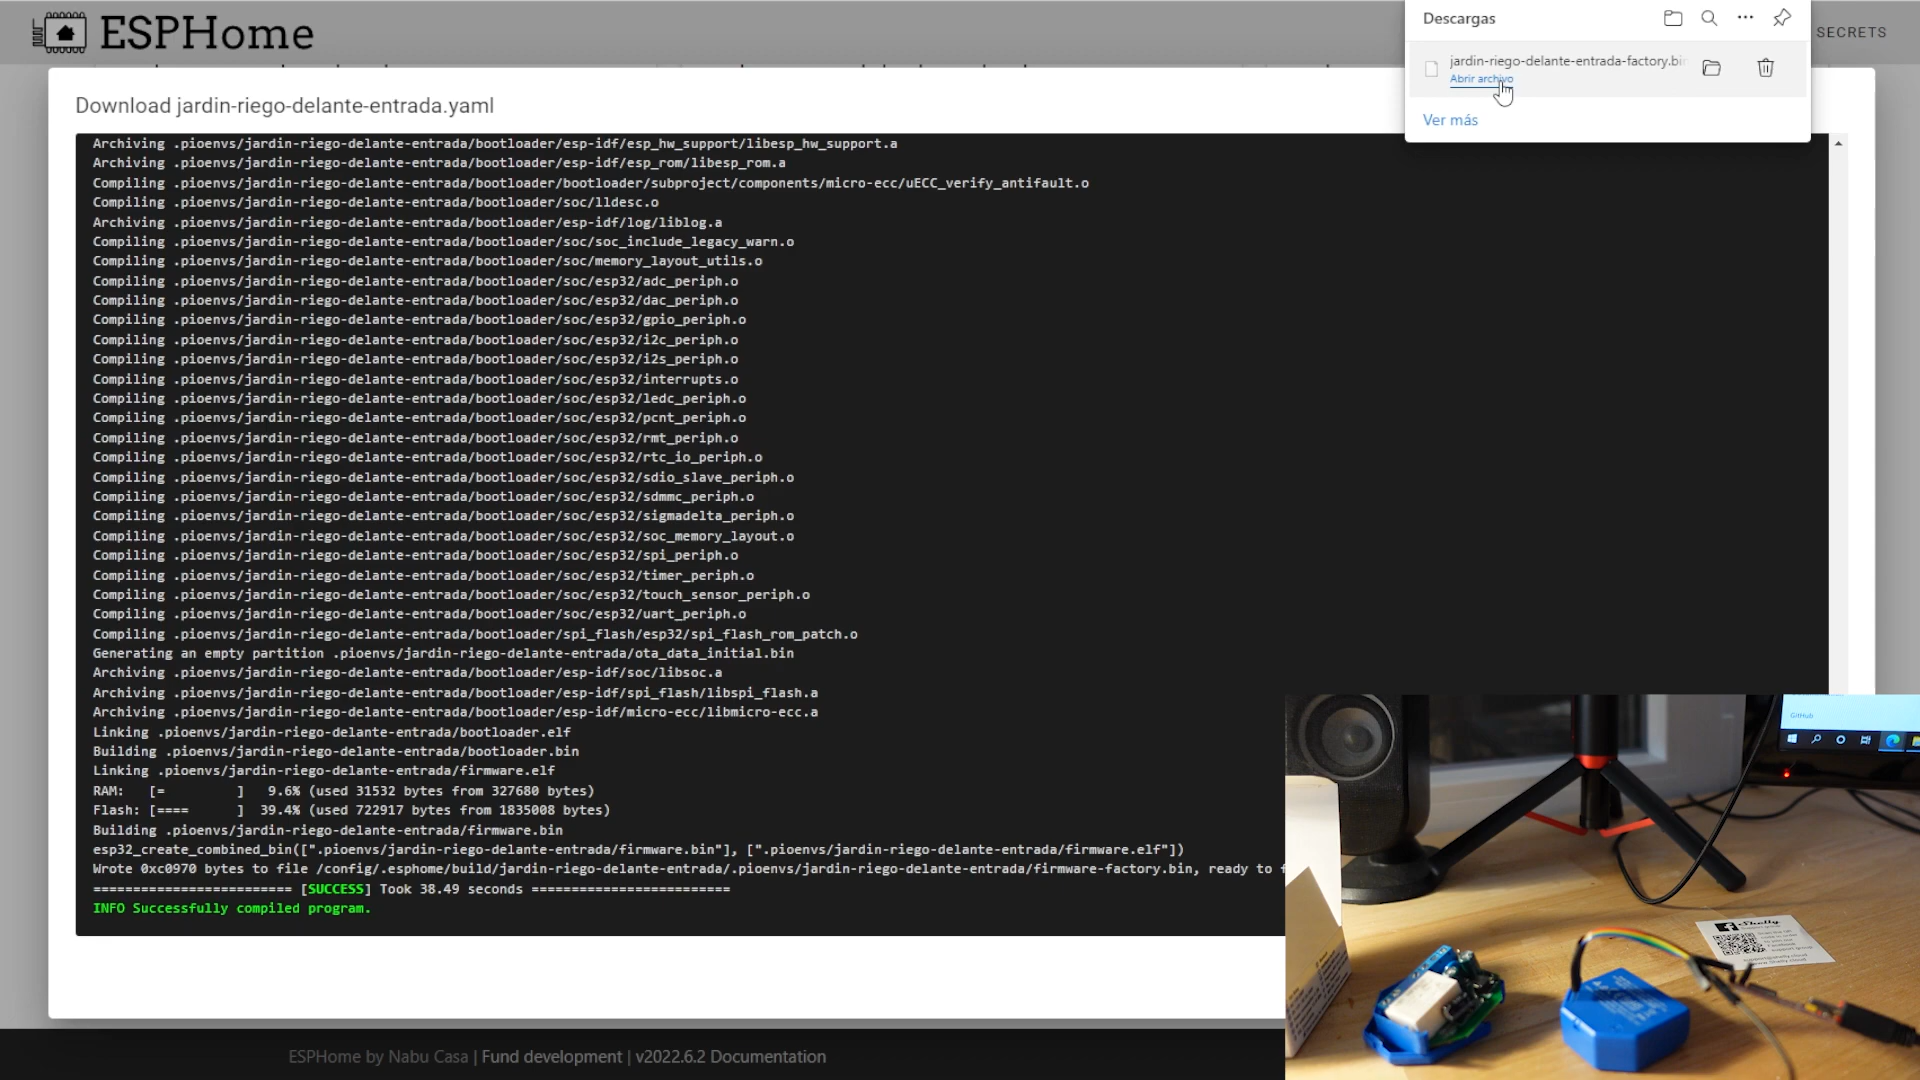 ESPHome
SECRETS
Descargas
jardin-riego-delante-entrada-factory.bin
Abrir archivo
Ver más
Download jardin-riego-delante-entrada.yaml
Archiving .pioenvs/jardin-riego-delante-entrada/bootloader/esp-idf/esp_hw_support/libesp_hw_support.a
Archiving .pioenvs/jardin-riego-delante-entrada/bootloader/esp-idf/esp_rom/libesp_rom.a
Compiling .pioenvs/jardin-riego-delante-entrada/bootloader/bootloader/subproject/components/micro-ecc/uECC_verify_antifault.o
Compiling .pioenvs/jardin-riego-delante-entrada/bootloader/soc/lldesc.o
Archiving .pioenvs/jardin-riego-delante-entrada/bootloader/esp-idf/log/liblog.a
Compiling .pioenvs/jardin-riego-delante-entrada/bootloader/soc/soc_include_legacy_warn.o
Compiling .pioenvs/jardin-riego-delante-entrada/bootloader/soc/memory_layout_utils.o
Compiling .pioenvs/jardin-riego-delante-entrada/bootloader/soc/esp32/adc_periph.o
Compiling .pioenvs/jardin-riego-delante-entrada/bootloader/soc/esp32/dac_periph.o
Compiling .pioenvs/jardin-riego-delante-entrada/bootloader/soc/esp32/gpio_periph.o
Compiling .pioenvs/jardin-riego-delante-entrada/bootloader/soc/esp32/i2c_periph.o
Compiling .pioenvs/jardin-riego-delante-entrada/bootloader/soc/esp32/i2s_periph.o
Compiling .pioenvs/jardin-riego-delante-entrada/bootloader/soc/esp32/interrupts.o
Compiling .pioenvs/jardin-riego-delante-entrada/bootloader/soc/esp32/ledc_periph.o
Compiling .pioenvs/jardin-riego-delante-entrada/bootloader/soc/esp32/pcnt_periph.o
Compiling .pioenvs/jardin-riego-delante-entrada/bootloader/soc/esp32/rmt_periph.o
Compiling .pioenvs/jardin-riego-delante-entrada/bootloader/soc/esp32/rtc_io_periph.o
Compiling .pioenvs/jardin-riego-delante-entrada/bootloader/soc/esp32/sdio_slave_periph.o
Compiling .pioenvs/jardin-riego-delante-entrada/bootloader/soc/esp32/sdmmc_periph.o
Compiling .pioenvs/jardin-riego-delante-entrada/bootloader/soc/esp32/sigmadelta_periph.o
Compiling .pioenvs/jardin-riego-delante-entrada/bootloader/soc/esp32/soc_memory_layout.o
Compiling .pioenvs/jardin-riego-delante-entrada/bootloader/soc/esp32/spi_periph.o
Compiling .pioenvs/jardin-riego-delante-entrada/bootloader/soc/esp32/timer_periph.o
Compiling .pioenvs/jardin-riego-delante-entrada/bootloader/soc/esp32/touch_sensor_periph.o
Compiling .pioenvs/jardin-riego-delante-entrada/bootloader/soc/esp32/uart_periph.o
Compiling .pioenvs/jardin-riego-delante-entrada/bootloader/spi_flash/esp32/spi_flash_rom_patch.o
Generating an empty partition .pioenvs/jardin-riego-delante-entrada/ota_data_initial.bin
Archiving .pioenvs/jardin-riego-delante-entrada/bootloader/esp-idf/soc/libsoc.a
Archiving .pioenvs/jardin-riego-delante-entrada/bootloader/esp-idf/spi_flash/libspi_flash.a
Archiving .pioenvs/jardin-riego-delante-entrada/bootloader/esp-idf/micro-ecc/libmicro-ecc.a
Linking .pioenvs/jardin-riego-delante-entrada/bootloader.elf
Building .pioenvs/jardin-riego-delante-entrada/bootloader.bin
Linking .pioenvs/jardin-riego-delante-entrada/firmware.elf
RAM:   [=         ]   9.6% (used 31532 bytes from 327680 bytes)
Flash: [====      ]  39.4% (used 722917 bytes from 1835008 bytes)
Building .pioenvs/jardin-riego-delante-entrada/firmware.bin
esp32_create_combined_bin([".pioenvs/jardin-riego-delante-entrada/firmware.bin"], [".pioenvs/jardin-riego-delante-entrada/firmware.elf"])
Wrote 0xc0970 bytes to file /config/.esphome/build/jardin-riego-delante-entrada/.pioenvs/jardin-riego-delante-entrada/firmware-factory.bin, ready to
========================= [SUCCESS] Took 38.49 seconds =========================
INFO Successfully compiled program.
GitHub
Shelly
ESPHome by Nabu Casa | Fund development | v2022.6.2 Documentation